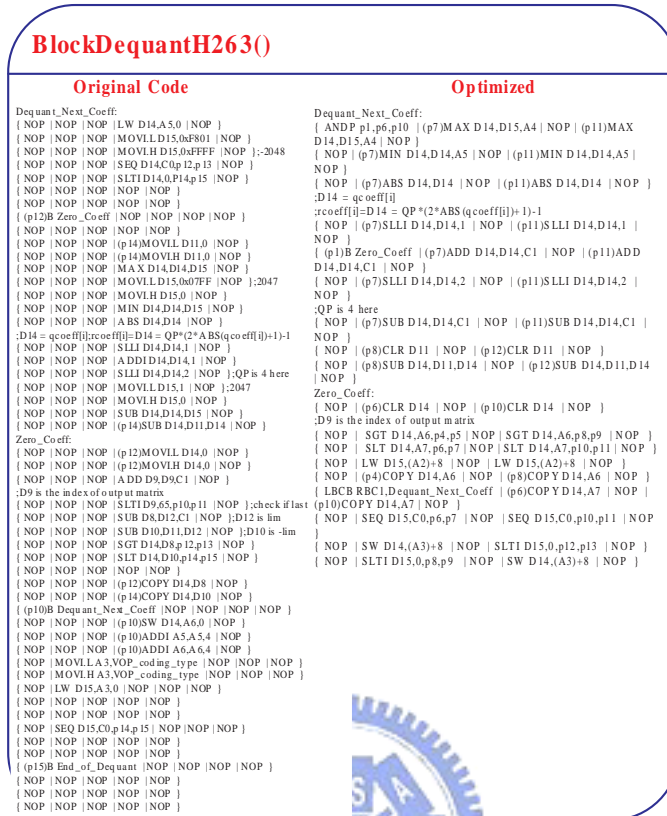 BlockDequantH263()
Original Code
Dequant_Next_Coeff:
{ NOP | NOP | NOP | LW D14,A5,0 | NOP }
{ NOP | NOP | NOP | MOVI.L D15,0xF801 | NOP }
{ NOP | NOP | NOP | MOVI.H D15,0xFFFF | NOP };-2048
{ NOP | NOP | NOP | SEQ D14,C0,p12,p13 | NOP }
{ NOP | NOP | NOP | SLTI D14,0,P14,p15 | NOP }
{ NOP | NOP | NOP | NOP | NOP }
{ NOP | NOP | NOP | NOP | NOP }
{ (p12)B Zero_Coeff | NOP | NOP | NOP | NOP }
{ NOP | NOP | NOP | NOP | NOP }
{ NOP | NOP | NOP | (p14)MOVI.L D11,0 | NOP }
{ NOP | NOP | NOP | (p14)MOVI.H D11,0 | NOP }
{ NOP | NOP | NOP | MAX D14,D14,D15 | NOP }
{ NOP | NOP | NOP | MOVI.L D15,0x07FF | NOP };2047
{ NOP | NOP | NOP | MOVI.H D15,0 | NOP }
{ NOP | NOP | NOP | MIN D14,D14,D15 | NOP }
{ NOP | NOP | NOP | ABS D14,D14 | NOP }
;D14 = qcoeff[i];rcoeff[i]=D14 = QP*(2*ABS(qcoeff[i])+1)-1
{ NOP | NOP | NOP | SLLI D14,D14,1 | NOP }
{ NOP | NOP | NOP | ADDI D14,D14,1 | NOP }
{ NOP | NOP | NOP | SLLI D14,D14,2 | NOP };QP is 4 here
{ NOP | NOP | NOP | MOVI.L D15,1 | NOP };2047
{ NOP | NOP | NOP | MOVI.H D15,0 | NOP }
{ NOP | NOP | NOP | SUB D14,D14,D15 | NOP }
{ NOP | NOP | NOP | (p14)SUB D14,D11,D14 | NOP }
Zero_Coeff:
{ NOP | NOP | NOP | (p12)MOVI.L D14,0 | NOP }
{ NOP | NOP | NOP | (p12)MOVI.H D14,0 | NOP }
{ NOP | NOP | NOP | ADD D9,D9,C1 | NOP }
;D9 is the index of output matrix
{ NOP | NOP | NOP | SLTI D9,65,p10,p11 | NOP };check if last
{ NOP | NOP | NOP | SUB D8,D12,C1 | NOP };D12 is lim
{ NOP | NOP | NOP | SUB D10,D11,D12 | NOP };D10 is -lim
{ NOP | NOP | NOP | SGT D14,D8,p12,p13 | NOP }
{ NOP | NOP | NOP | SLT D14,D10,p14,p15 | NOP }
{ NOP | NOP | NOP | NOP | NOP }
{ NOP | NOP | NOP | (p12)COPY D14,D8 | NOP }
{ NOP | NOP | NOP | (p14)COPY D14,D10 | NOP }
{ (p10)B Dequant_Next_Coeff | NOP | NOP | NOP | NOP }
{ NOP | NOP | NOP | (p10)SW D14,A6,0 | NOP }
{ NOP | NOP | NOP | (p10)ADDI A5,A5,4 | NOP }
{ NOP | NOP | NOP | (p10)ADDI A6,A6,4 | NOP }
{ NOP | MOVI.L A3,VOP_coding_type | NOP | NOP | NOP }
{ NOP | MOVI.H A3,VOP_coding_type | NOP | NOP | NOP }
{ NOP | LW D15,A3,0 | NOP | NOP | NOP }
{ NOP | NOP | NOP | NOP | NOP }
{ NOP | NOP | NOP | NOP | NOP }
{ NOP | SEQ D15,C0,p14,p15 | NOP | NOP | NOP }
{ NOP | NOP | NOP | NOP | NOP }
{ NOP | NOP | NOP | NOP | NOP }
{ (p15)B End_of_Dequant | NOP | NOP | NOP | NOP }
{ NOP | NOP | NOP | NOP | NOP }
{ NOP | NOP | NOP | NOP | NOP }
{ NOP | NOP | NOP | NOP | NOP }
Optimized
Dequant_Next_Coeff:
{ ANDP p1,p6,p10 | (p7)MAX D14,D15,A4 | NOP | (p11)MAX
D14,D15,A4 | NOP }
{ NOP | (p7)MIN D14,D14,A5 | NOP | (p11)MIN D14,D14,A5 |
NOP }
{ NOP | (p7)ABS D14,D14 | NOP | (p11)ABS D14,D14 | NOP }
;D14 = qcoeff[i]
;rcoeff[i]=D14 = QP*(2*ABS(qcoeff[i])+1)-1
{ NOP | (p7)SLLI D14,D14,1 | NOP | (p11)SLLI D14,D14,1 |
NOP }
{ (p1)B Zero_Coeff | (p7)ADD D14,D14,C1 | NOP | (p11)ADD
D14,D14,C1 | NOP }
{ NOP | (p7)SLLI D14,D14,2 | NOP | (p11)SLLI D14,D14,2 |
NOP }
;QP is 4 here
{ NOP | (p7)SUB D14,D14,C1 | NOP | (p11)SUB D14,D14,C1 |
NOP }
{ NOP | (p8)CLR D11 | NOP | (p12)CLR D11 | NOP }
{ NOP | (p8)SUB D14,D11,D14 | NOP | (p12)SUB D14,D11,D14
| NOP }
Zero_Coeff:
{ NOP | (p6)CLR D14 | NOP | (p10)CLR D14 | NOP }
;D9 is the index of output matrix
{ NOP | SGT D14,A6,p4,p5 | NOP | SGT D14,A6,p8,p9 | NOP }
{ NOP | SLT D14,A7,p6,p7 | NOP | SLT D14,A7,p10,p11 | NOP }
{ NOP | LW D15,(A2)+8 | NOP | LW D15,(A2)+8 | NOP }
{ NOP | (p4)COPY D14,A6 | NOP | (p8)COPY D14,A6 | NOP }
{ LBCB RBC1,Dequant_Next_Coeff | (p6)COPY D14,A7 | NOP |
(p10)COPY D14,A7 | NOP }
{ NOP | SEQ D15,C0,p6,p7 | NOP | SEQ D15,C0,p10,p11 | NOP
}
{ NOP | SW D14,(A3)+8 | NOP | SLTI D15,0,p12,p13 | NOP }
{ NOP | SLTI D15,0,p8,p9 | NOP | SW D14,(A3)+8 | NOP }